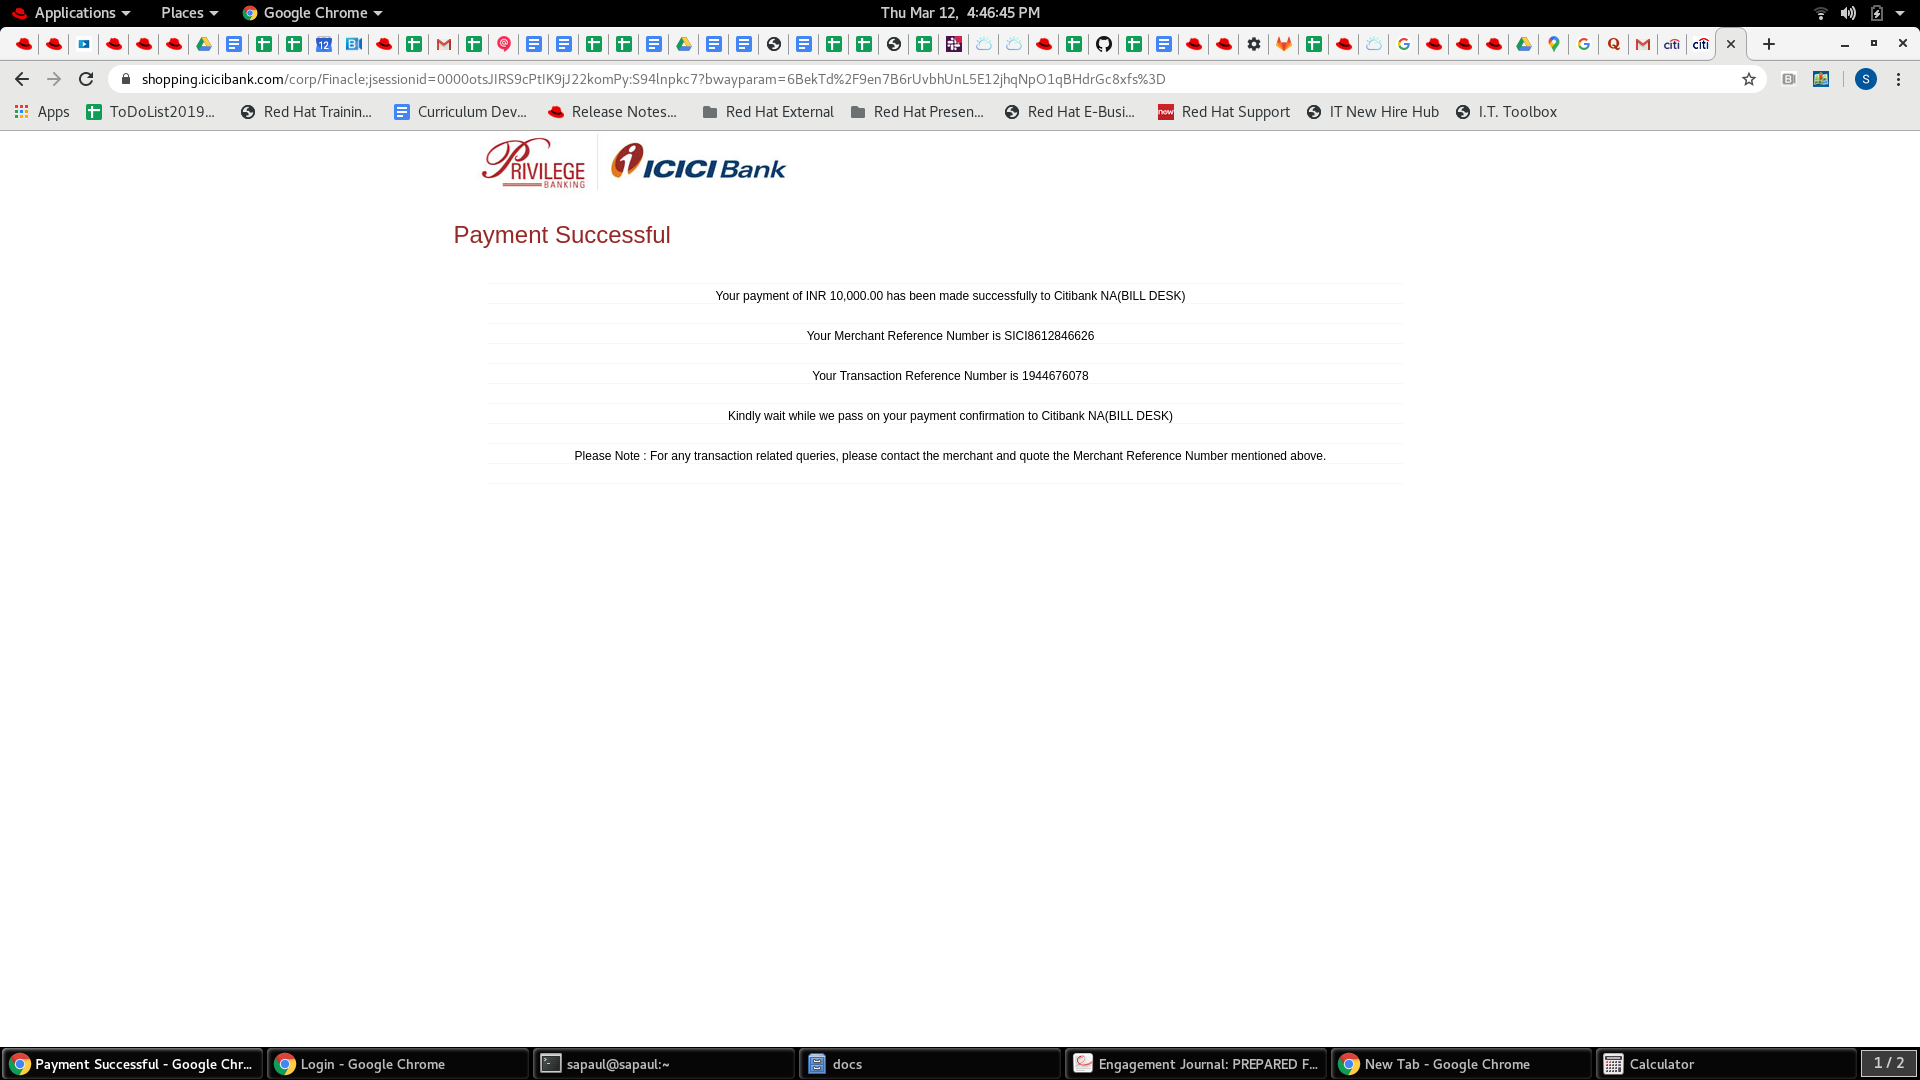 Applications Places Google Chrome Thu Mar 12, 4:46:45 PM
12 citi citi
shopping.icicibank.com/corp/Finacle;jsessionid=0000otsJIRS9cPtIK9jJ22komPy:S94lnpkc7?bwayparam=6BekTd%2F9en7B6rUvbhUnL5E12jhqNpO1qBHdrGc8xfs%3D S
Apps ToDoList2019... Red Hat Trainin... Curriculum Dev... Release Notes... Red Hat External Red Hat Presen... Red Hat E-Busi... now Red Hat Support IT New Hire Hub I.T. Toolbox
PRIVILEGE BANKING ICICI Bank
Payment Successful
Your payment of INR 10,000.00 has been made successfully to Citibank NA(BILL DESK)
Your Merchant Reference Number is SICI8612846626
Your Transaction Reference Number is 1944676078
Kindly wait while we pass on your payment confirmation to Citibank NA(BILL DESK)
Please Note : For any transaction related queries, please contact the merchant and quote the Merchant Reference Number mentioned above.
Payment Successful - Google Chr... Login - Google Chrome sapaul@sapaul:~ docs Engagement Journal: PREPARED F... New Tab - Google Chrome Calculator 1 / 2